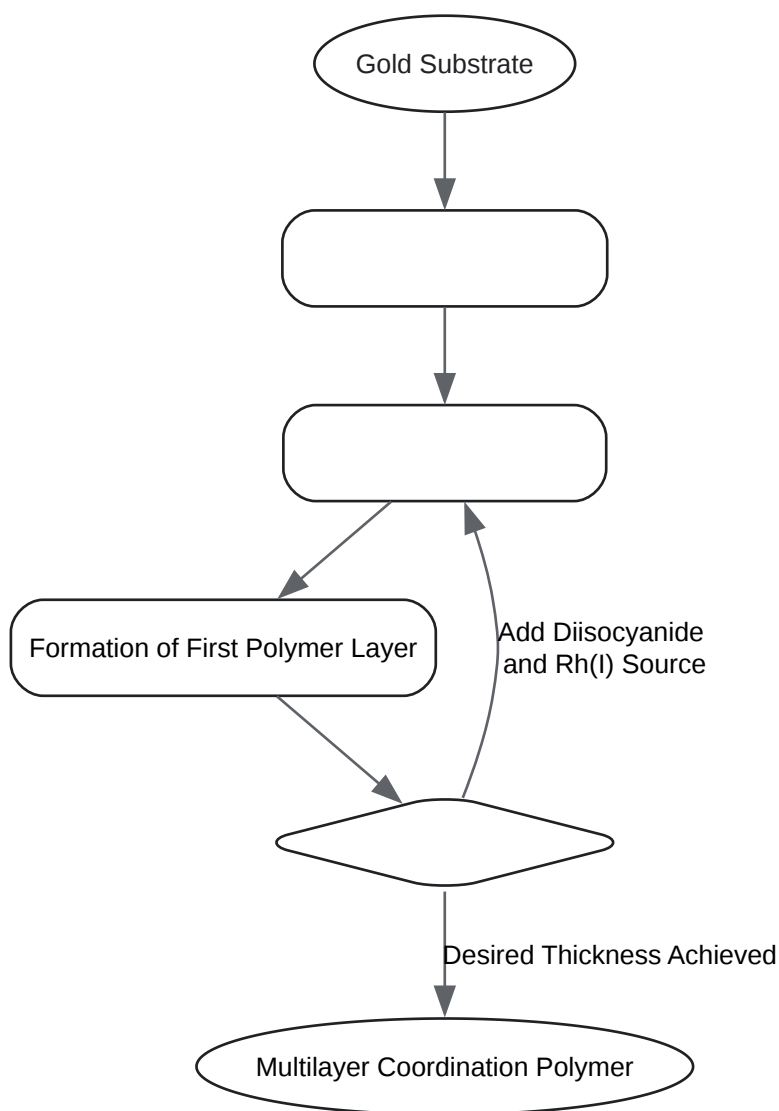 Gold Substrate
Formation of First Polymer Layer
Add Diisocyanide
and Rh(I) Source
Desired Thickness Achieved
Multilayer Coordination Polymer